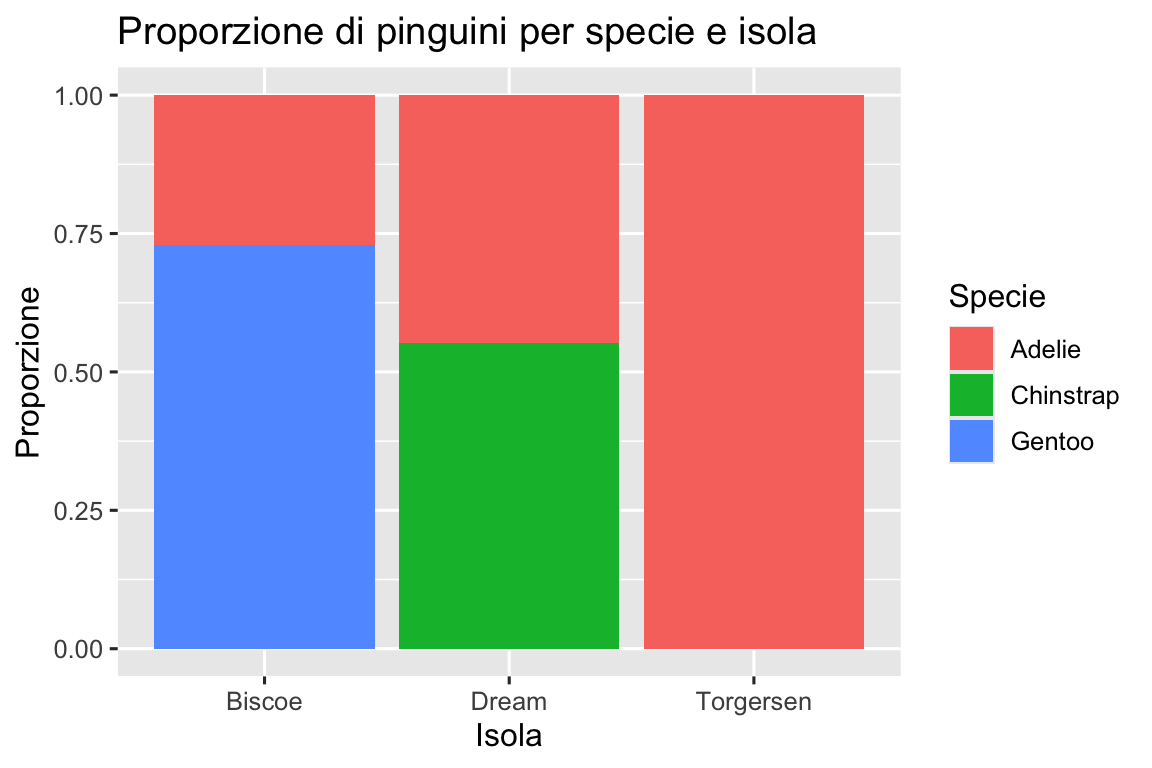 Proporzione di pinguini per specie e isola
Proporzione
1.00
0.75
0.50
0.25
0.00
Biscoe
Dream
Torgersen
Isola
Specie
Adelie
Chinstrap
Gentoo